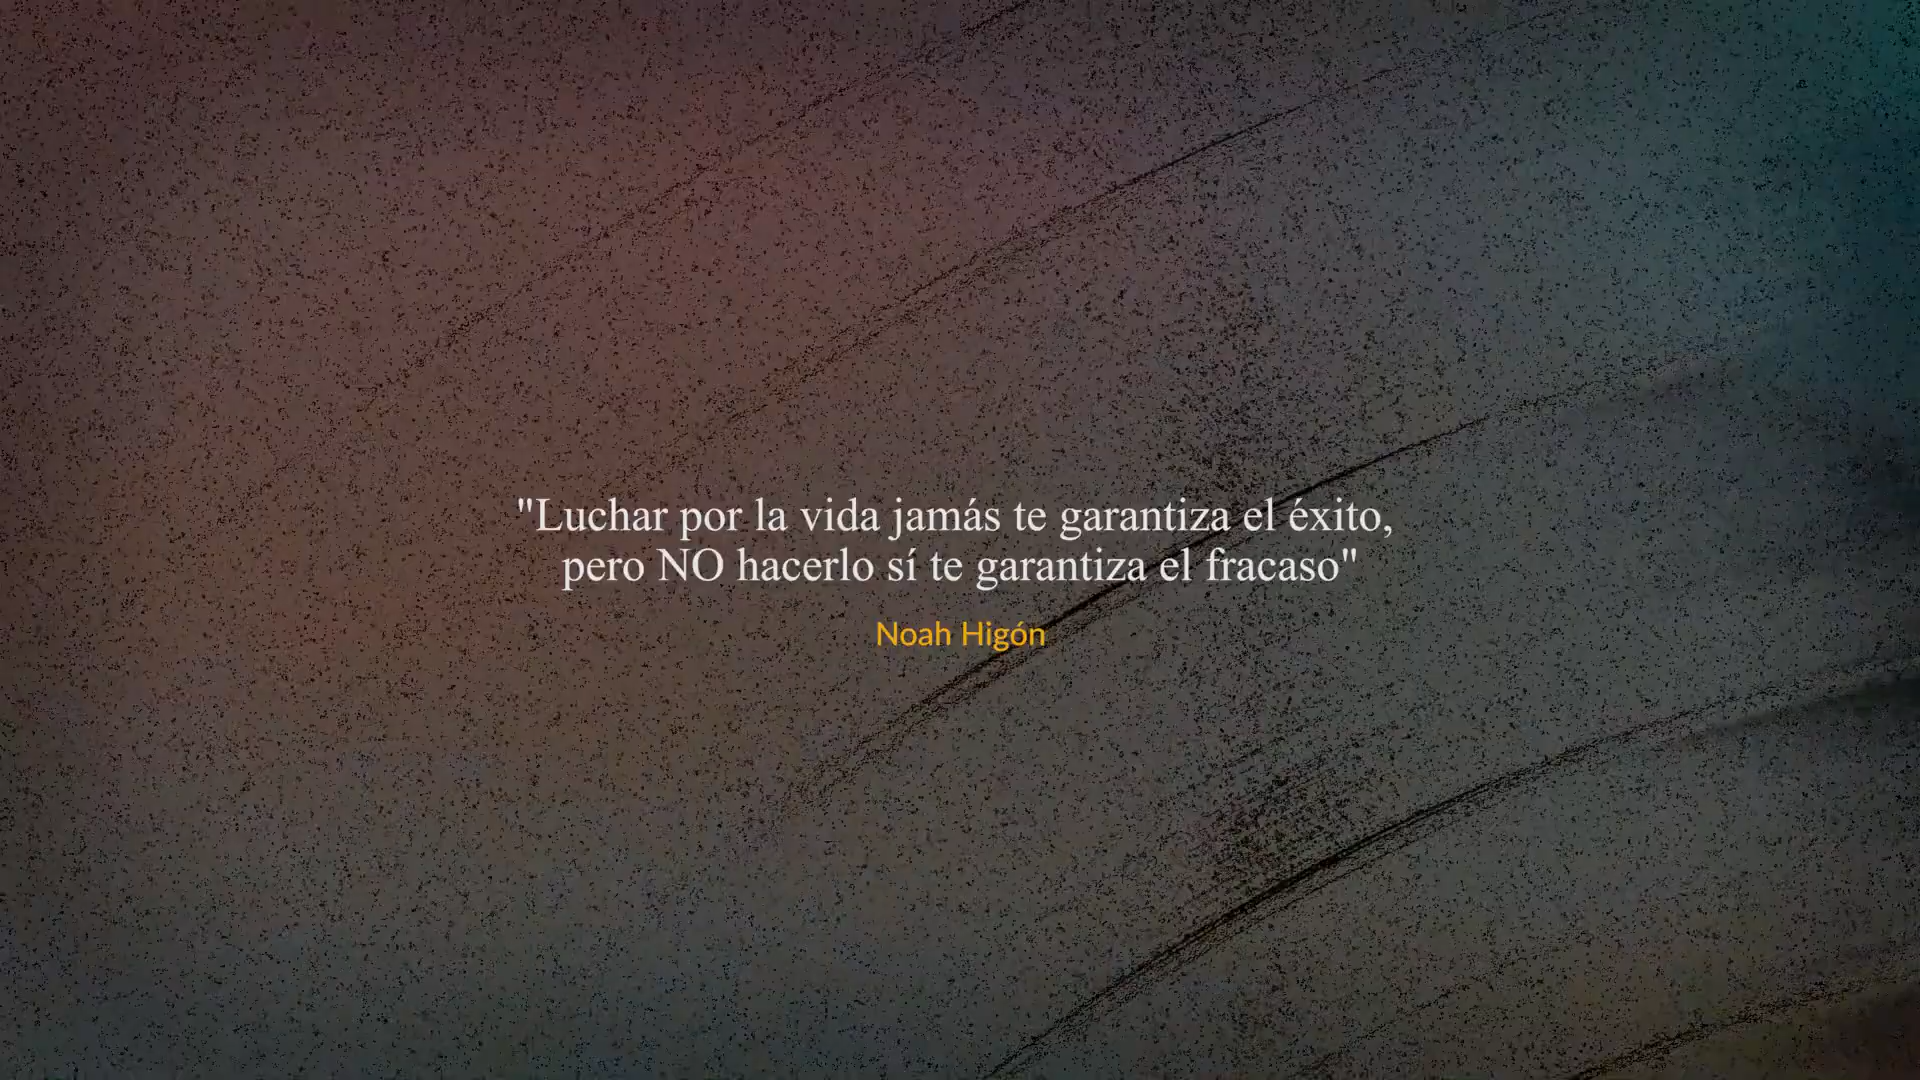 "Luchar por la vida jamás te garantiza el éxito,
pero NO hacerlo sí te garantiza el fracaso"
Noah Higón